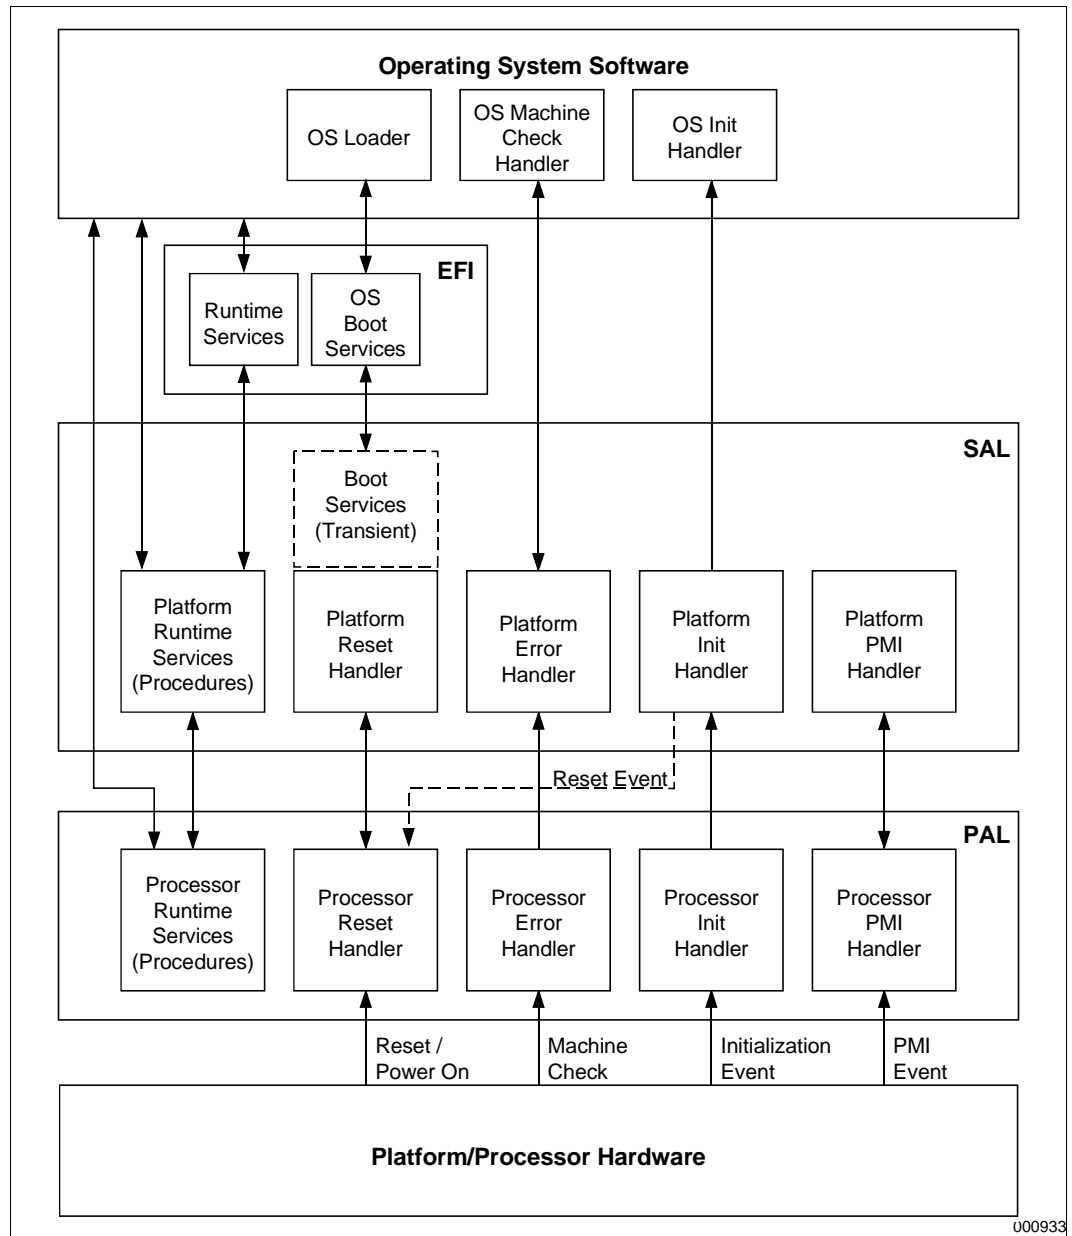 Operating System Software
OS Loader
OS Machine
Check
Handler
OS Init
Handler
EFI
Runtime
Services
OS
Boot
Services
SAL
Boot
Services
(Transient)
Platform
Runtime
Services
(Procedures)
Platform
Reset
Handler
Platform
Error
Handler
Platform
Init
Handler
Platform
PMI
Handler
Reset Event
PAL
Processor
Runtime
Services
(Procedures)
Processor
Reset
Handler
Processor
Error
Handler
Processor
Init
Handler
Processor
PMI
Handler
Reset /
Power On
Machine
Check
Initialization
Event
PMI
Event
Platform/Processor Hardware
000933